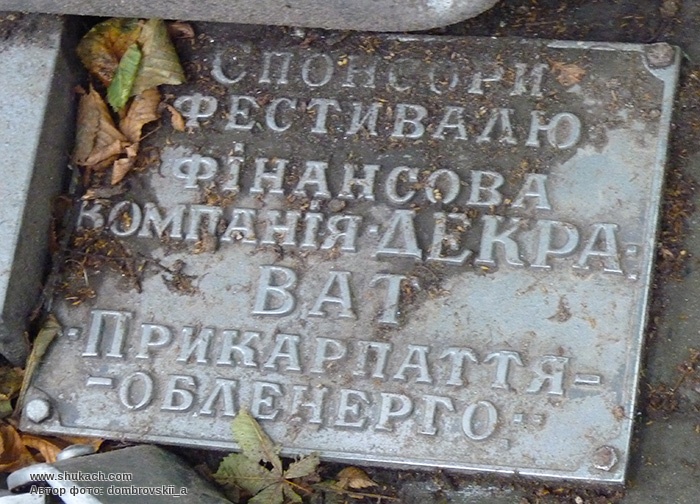 Спонсори
фестивалю
фінансова
компанія "ДЕКРА"
ВАТ
"Прикарпаття-
-обленерго"
www.shukach.com
Автор фото: dombrovskii_a